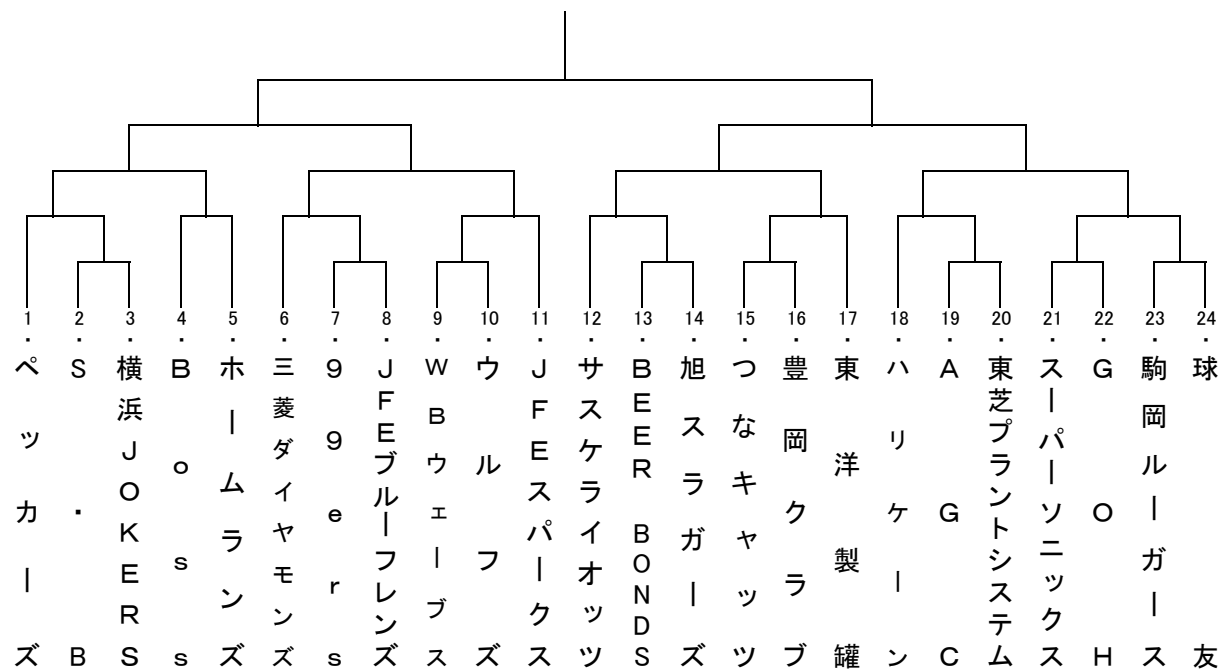 1・ペッカーズ
2・S・B
3・横浜JOKERS
4・Boss
5・ホームランズ
6・三菱ダイヤモンズ
7・99ers
8・JFEブルーフレンズ
9・WBウェーブス
10・ウルフズ
11・JFEスパークス
12・サスケライオッツ
13・BEER BONDS
14・旭スラガーズ
15・つなキャッツ
16・豊岡クラブ
17・東洋製罐
18・ハリケーン
19・AGC
20・東芝プラントシステム
21・スーパーソニックス
22・GOH
23・駒岡ルーガース
24・球友